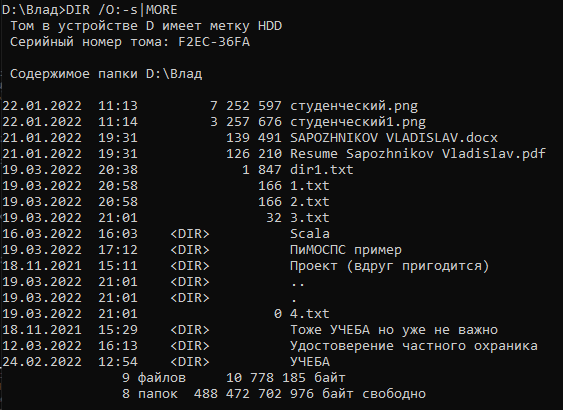 D:\Влад>DIR /O:-s|MORE
Том в устройстве D имеет метку HDD
Серийный номер тома: F2EC-36FA
Содержимое папки D:\Влад
22.01.2022 11:13 7 252 597 студенческий.png
22.01.2022 11:14 3 257 676 студенческий1.png
21.01.2022 19:31 139 491 SAPOZHNIKOV VLADISLAV.docx
21.01.2022 19:31 126 210 Resume Sapozhnikov Vladislav.pdf
19.03.2022 20:38 1 847 dir1.txt
19.03.2022 20:58 166 1.txt
19.03.2022 20:58 166 2.txt
19.03.2022 21:01 32 3.txt
16.03.2022 16:03 <DIR> Scala
19.03.2022 17:12 <DIR> ПиМОСПС пример
18.11.2021 15:11 <DIR> Проект (вдруг пригодится)
19.03.2022 21:01 <DIR> ..
19.03.2022 21:01 <DIR> .
19.03.2022 21:01 0 4.txt
18.11.2021 15:29 <DIR> Тоже УЧЕБА но уже не важно
12.03.2022 16:13 <DIR> Удостоверение частного охраника
24.02.2022 12:54 <DIR> УЧЕБА
9 файлов 10 778 185 байт
8 папок 488 472 702 976 байт свободно